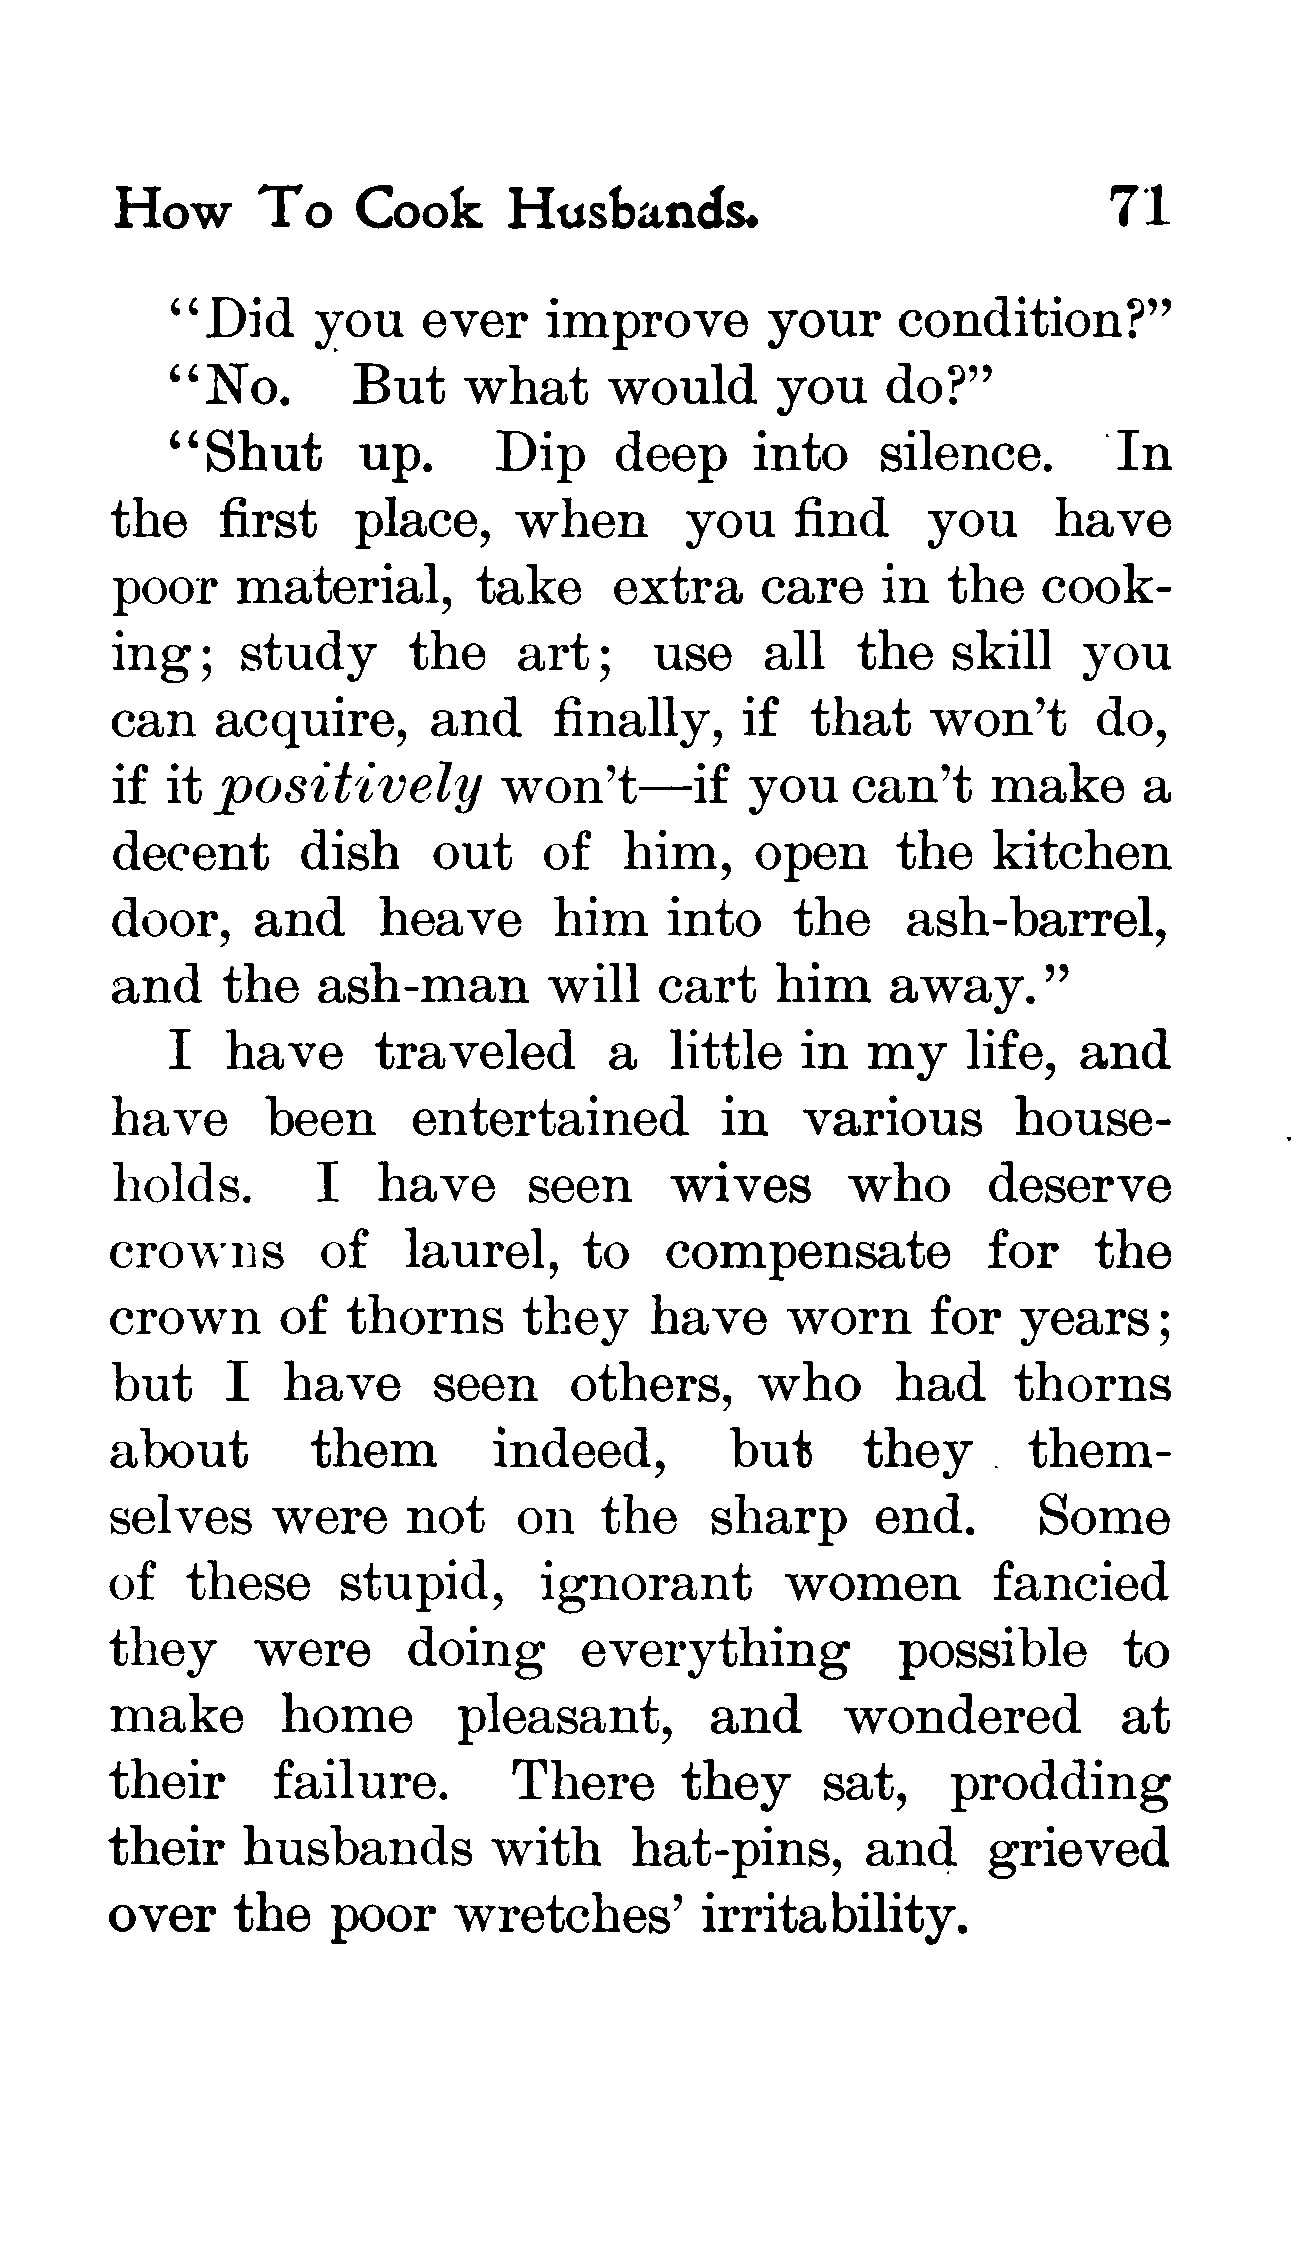 How To Cook Husbands. 71
"Did you ever improve your condition?"
"No. But what would you do?"
"Shut up. Dip deep into silence. In
the first place, when you find you have
poor material, take extra care in the cook-
ing; study the art; use all the skill you
can acquire, and finally, if that won't do,
if it positively won't—if you can't make a
decent dish out of him, open the kitchen
door, and heave him into the ash-barrel,
and the ash-man will cart him away."
I have traveled a little in my life, and
have been entertained in various house-
holds. I have seen wives who deserve
crowns of laurel, to compensate for the
crown of thorns they have worn for years;
but I have seen others, who had thorns
about them indeed, but they them-
selves were not on the sharp end. Some
of these stupid, ignorant women fancied
they were doing everything possible to
make home pleasant, and wondered at
their failure. There they sat, prodding
their husbands with hat-pins, and grieved
over the poor wretches' irritability.